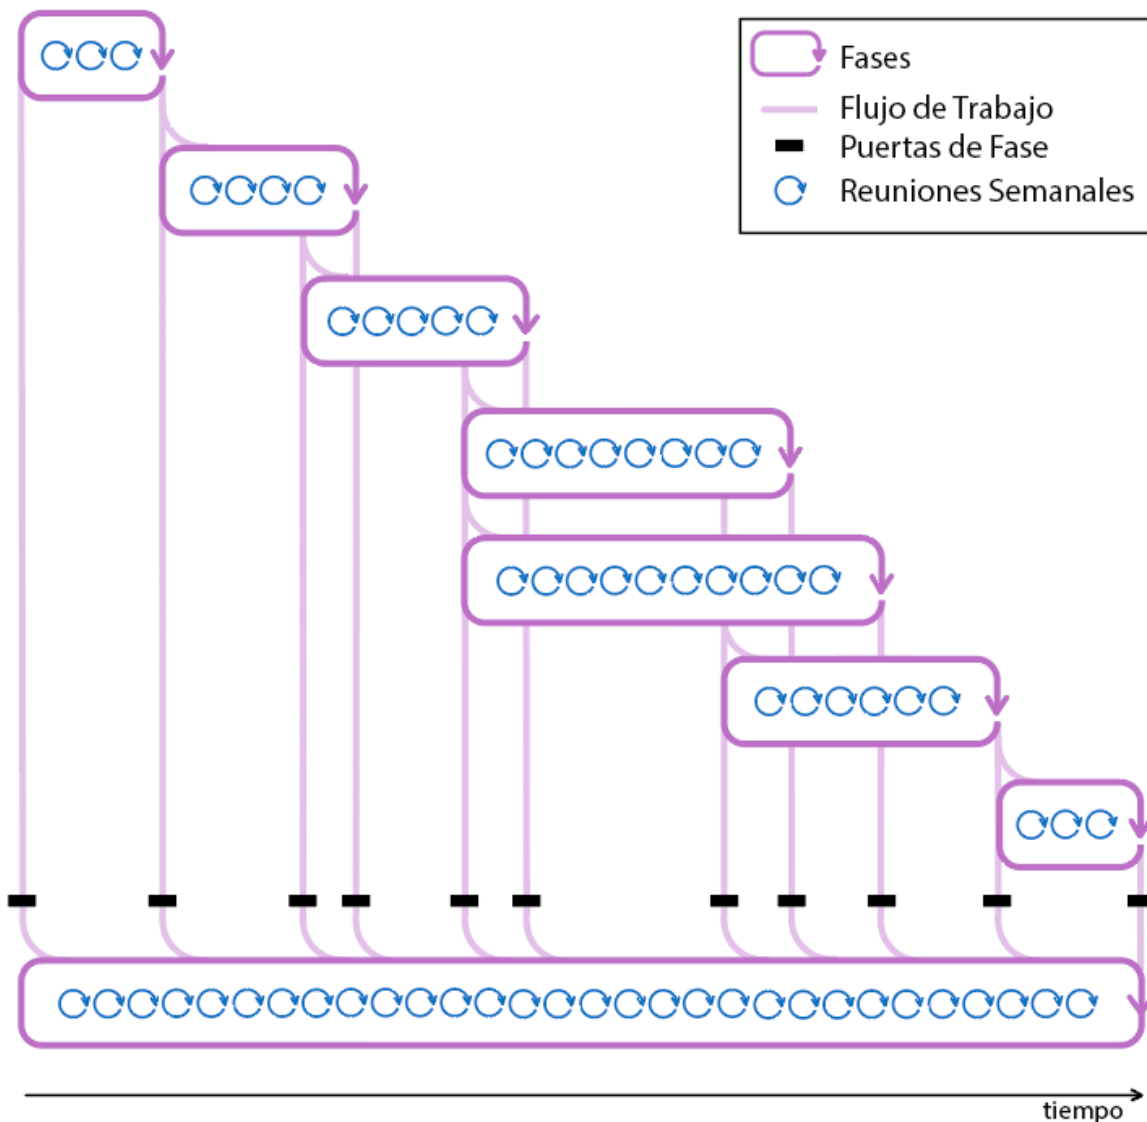 Fases
Flujo de Trabajo
Puertas de Fase
Reuniones Semanales
tiempo